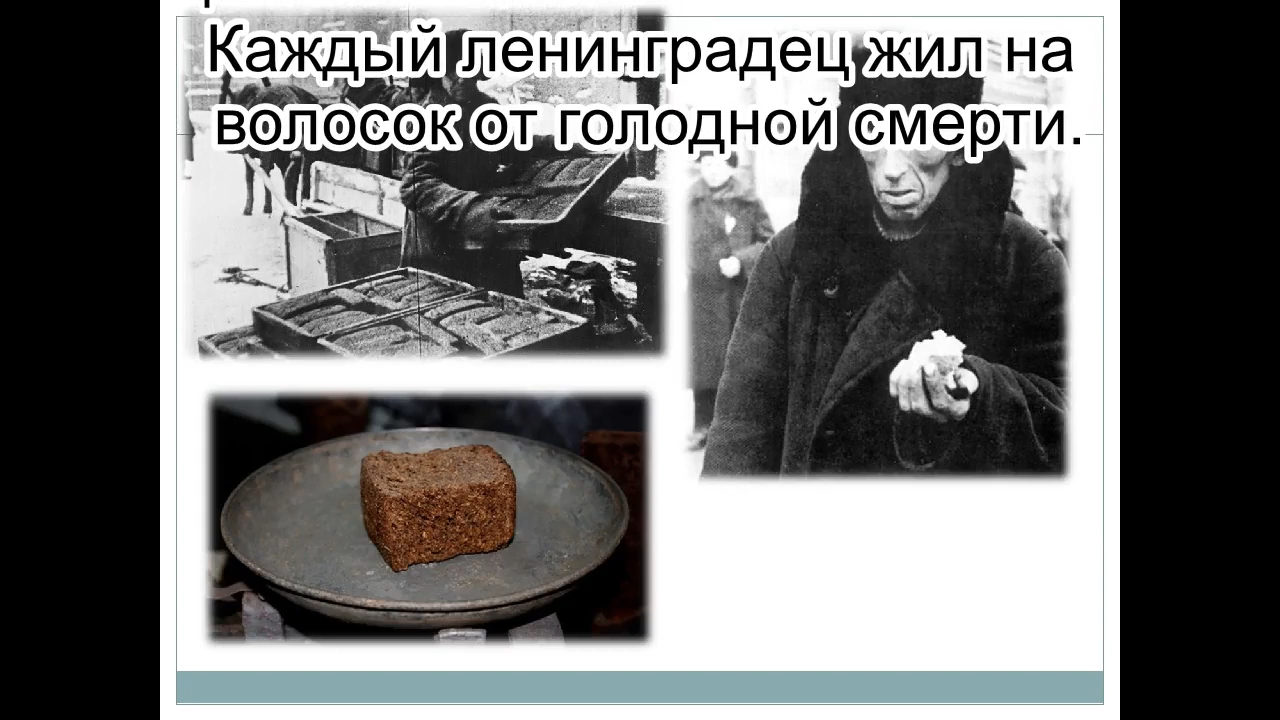 Каждый ленинградец жил на
волосок от голодной смерти.